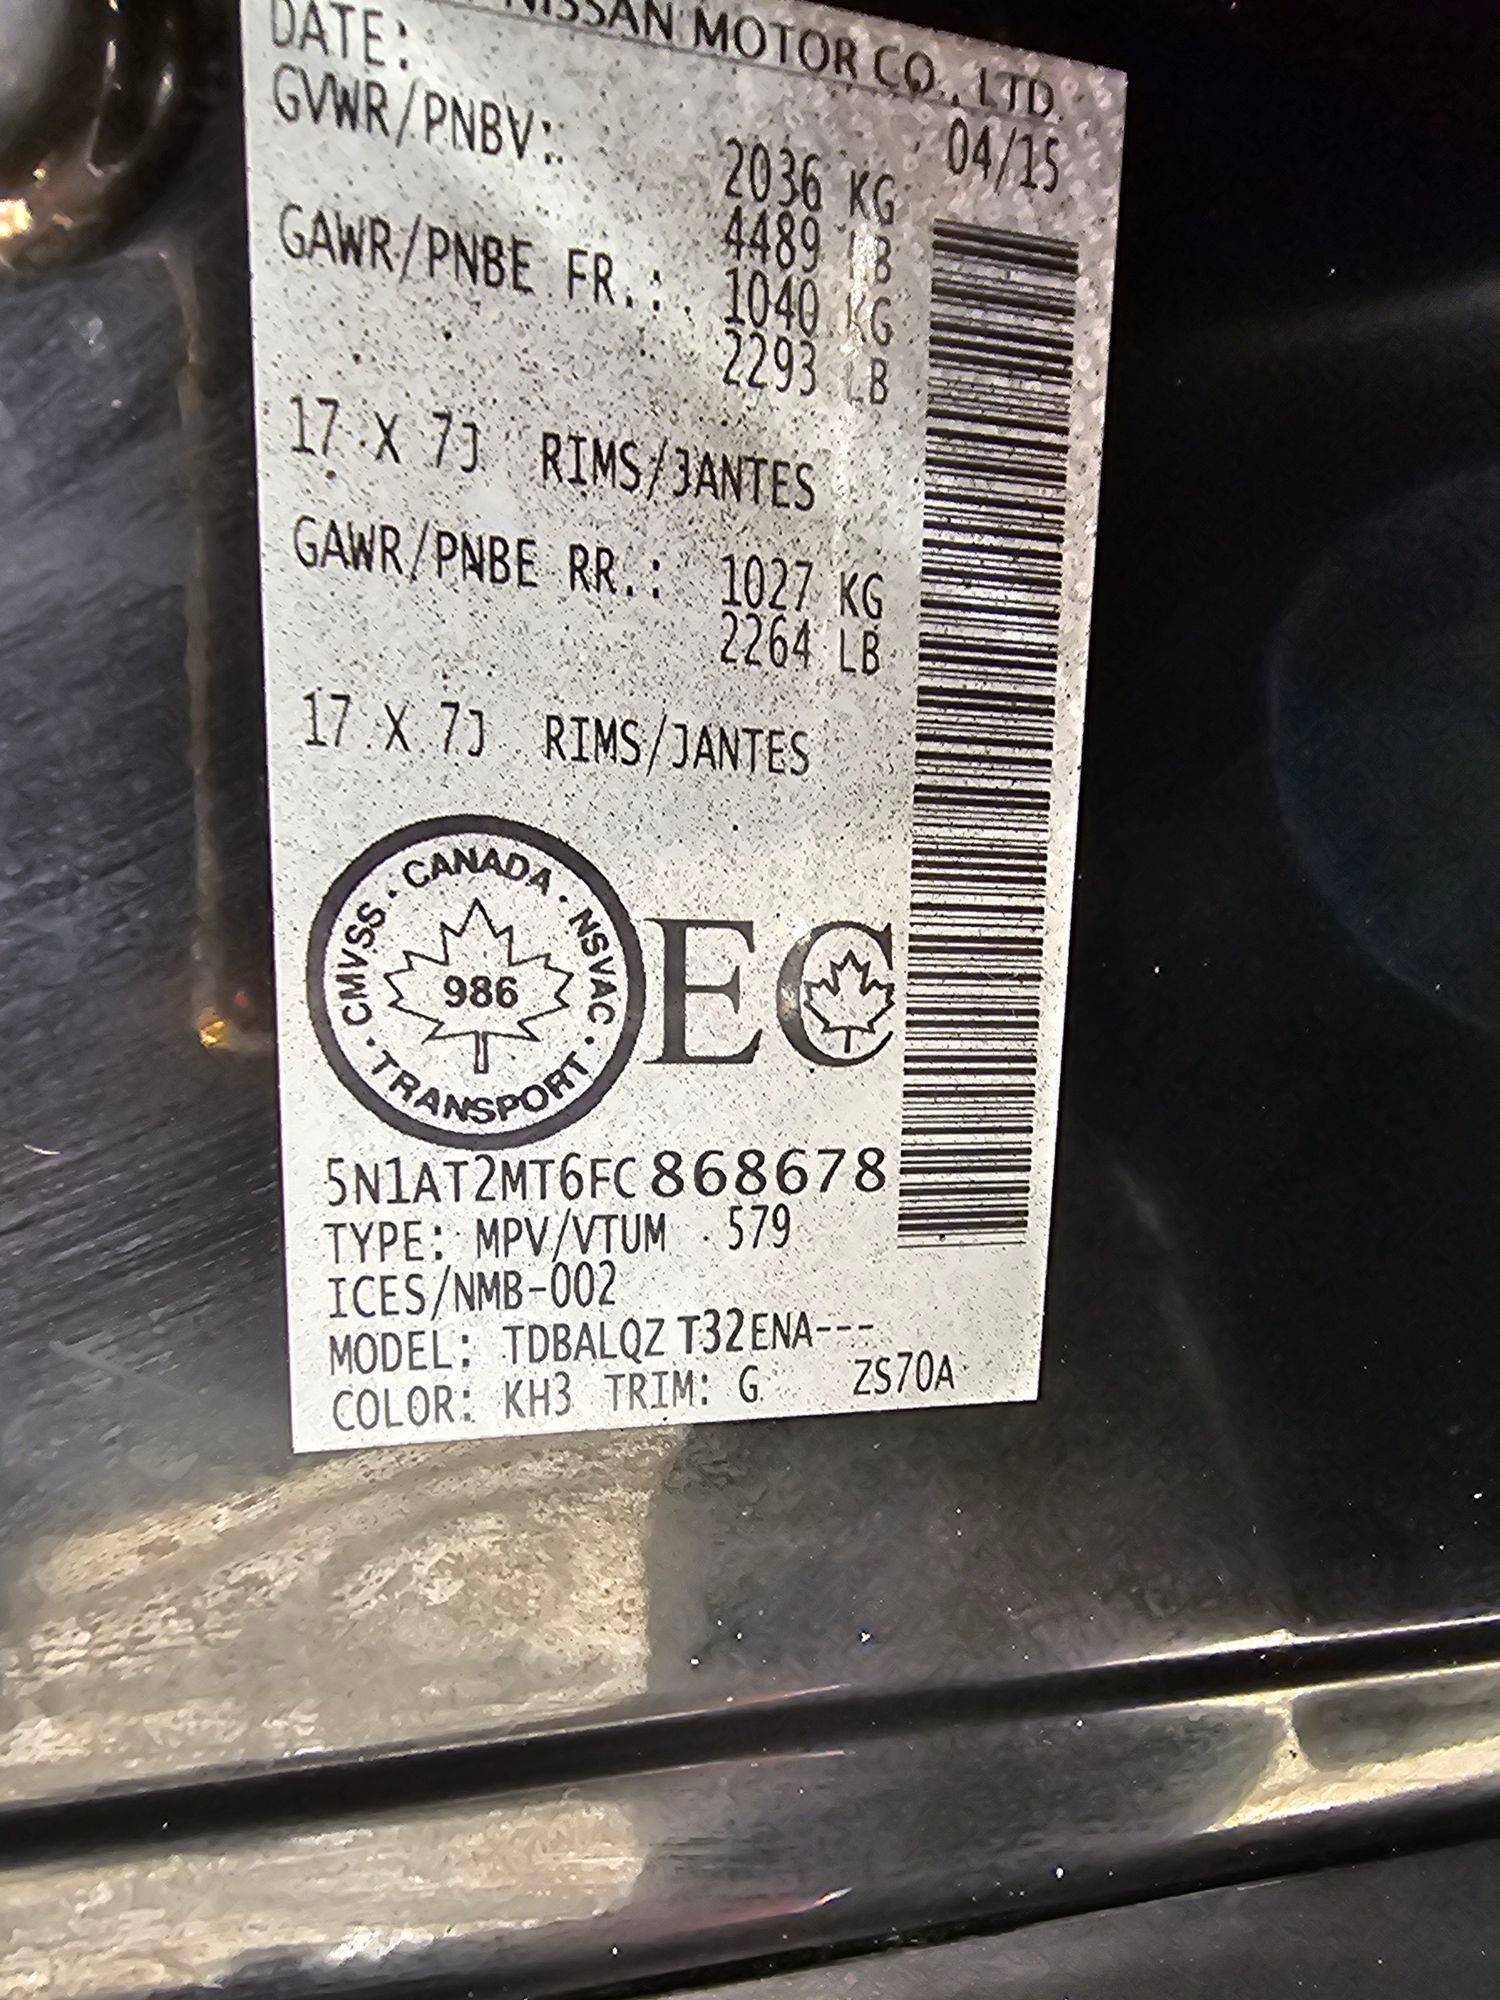 NISSAN MOTOR CO., LTD.
DATE: 04/15
GVWR/PNBV: 2036 KG
4489 LB
GAWR/PNBE FR.: 1040 KG
2293 LB
17 X 7J RIMS/JANTES
GAWR/PNBE RR.: 1027 KG
2264 LB
17 X 7J RIMS/JANTES
CMVSS · CANADA · NSVAC · TRANSPORT ·
986
EC
5N1AT2MT6FC868678
TYPE: MPV/VTUM 579
ICES/NMB-002
MODEL: TDBALQZ T32ENA---
COLOR: KH3 TRIM: G ZS70A